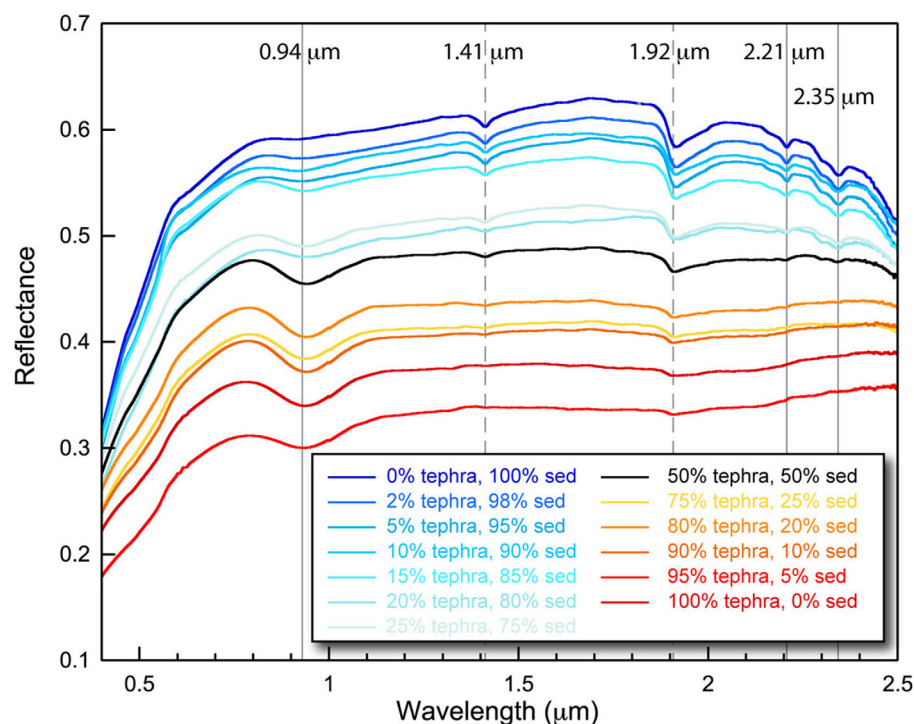 0.7
0.6
0.5
0.4
0.3
0.2
0.1
Reflectance
0.94 μm
1.41 μm
1.92 μm
2.21 μm
2.35 μm
0% tephra, 100% sed
2% tephra, 98% sed
5% tephra, 95% sed
10% tephra, 90% sed
15% tephra, 85% sed
20% tephra, 80% sed
25% tephra, 75% sed
50% tephra, 50% sed
75% tephra, 25% sed
80% tephra, 20% sed
90% tephra, 10% sed
95% tephra, 5% sed
100% tephra, 0% sed
0.5 1 1.5 2 2.5
Wavelength (μm)